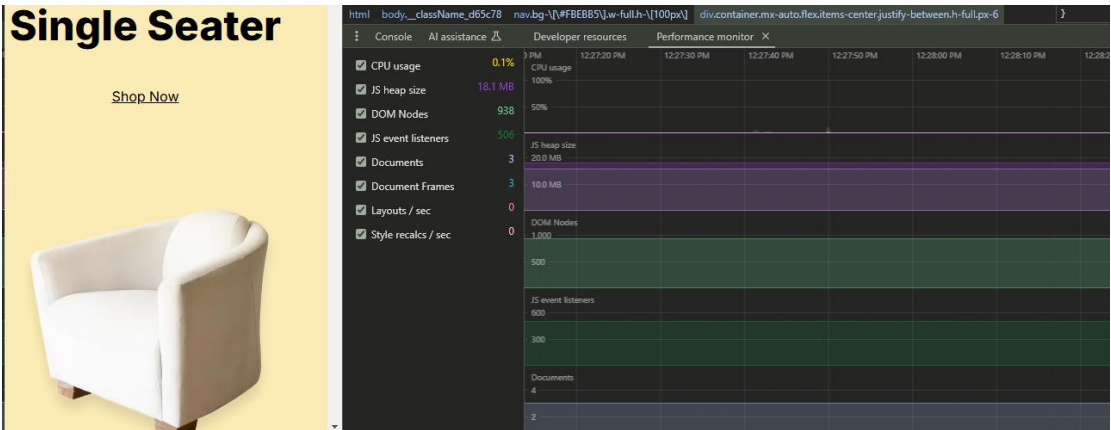 Single Seater
Shop Now
html body.__className_d65c78 nav.bg-\[\#FBEBB5\].w-full.h-\[100px\] div.container.mx-auto.flex.items-center.justify-between.h-full.px-6 }
Console AI assistance Developer resources Performance monitor ×
CPU usage 0.1%
JS heap size 18.1 MB
DOM Nodes 938
JS event listeners 506
Documents 3
Document Frames 3
Layouts / sec 0
Style recalcs / sec 0
PM 12:27:20 PM 12:27:30 PM 12:27:40 PM 12:27:50 PM 12:28:00 PM 12:28:10 PM 12:28:2
CPU usage
100%
50%
JS heap size
20.0 MB
10.0 MB
DOM Nodes
1,000
500
JS event listeners
600
300
Documents
4
2